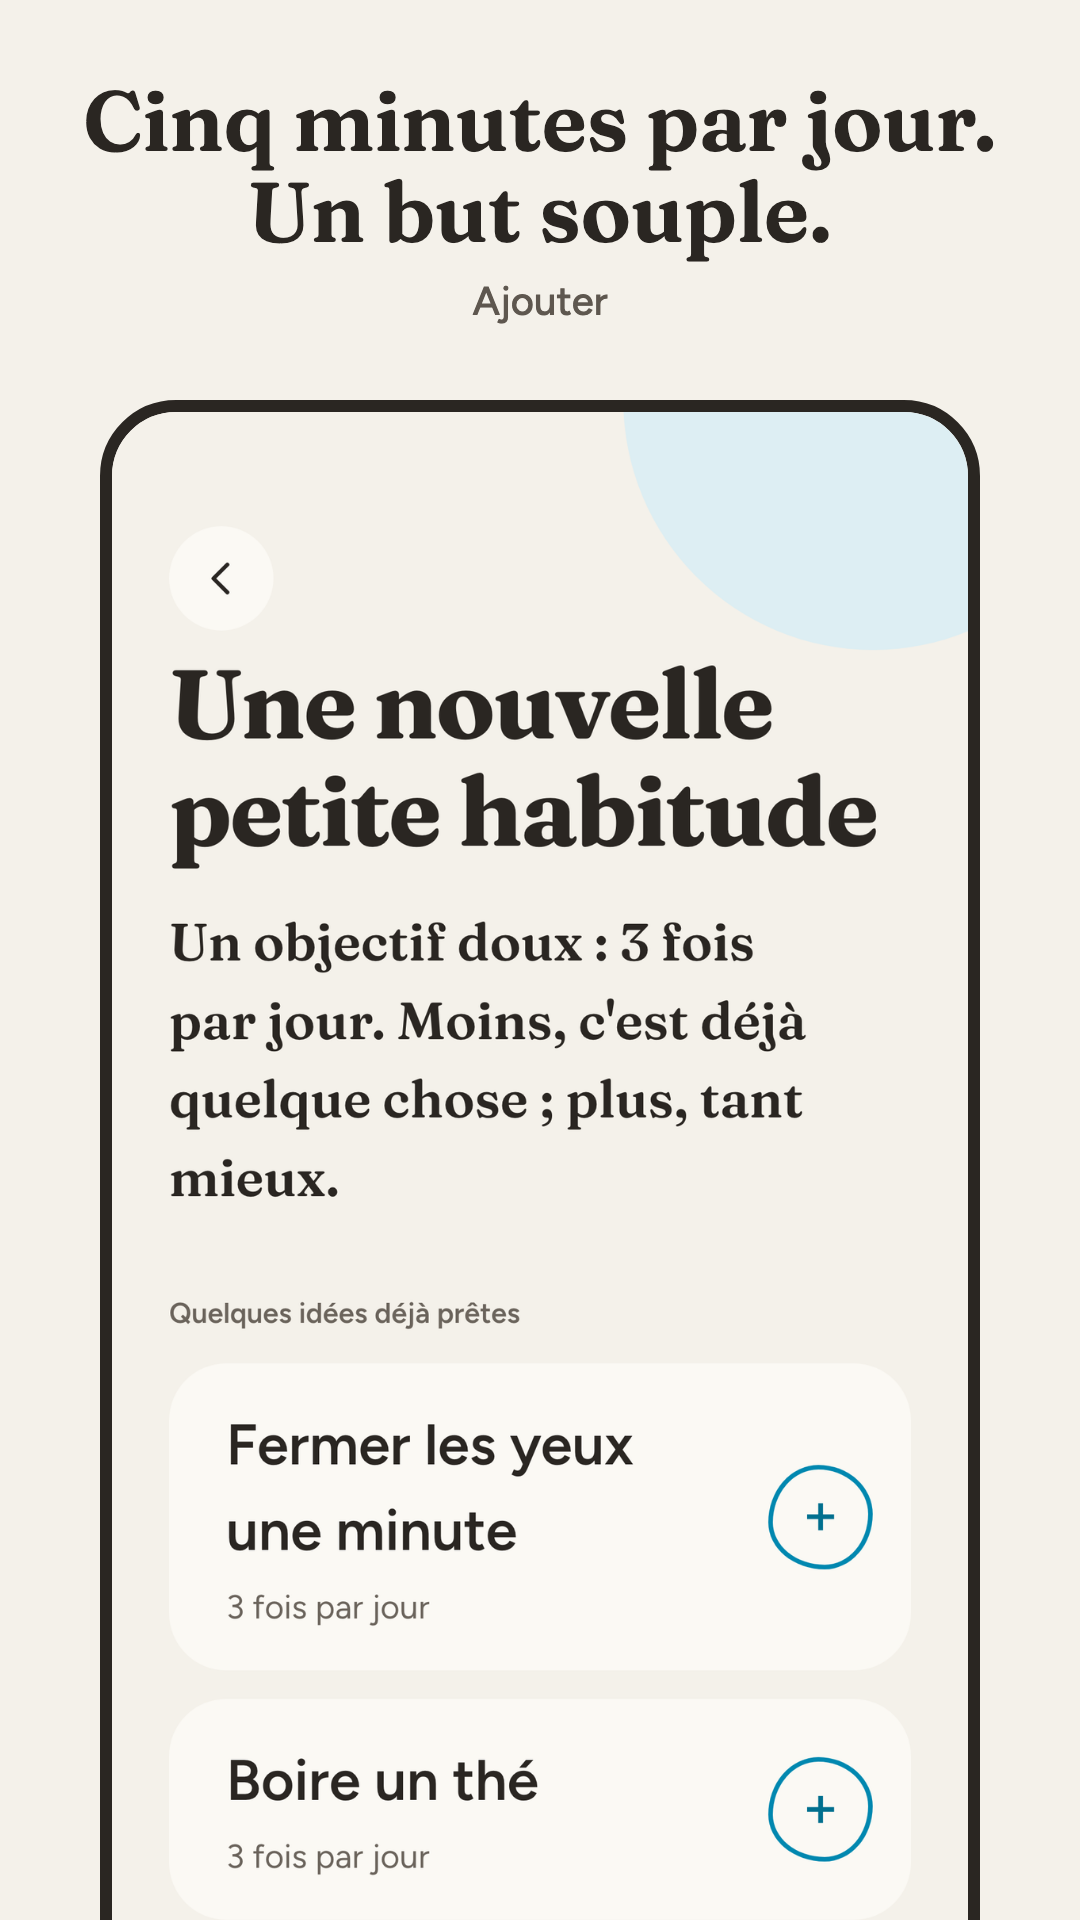 Cinq minutes par jour.
Un but souple.
Ajouter
Une nouvelle
petite habitude
Un objectif doux : 3 fois
par jour. Moins, c'est déjà
quelque chose ; plus, tant
mieux.
Quelques idées déjà prêtes
Fermer les yeux
une minute
3 fois par jour
Boire un thé
3 fois par jour